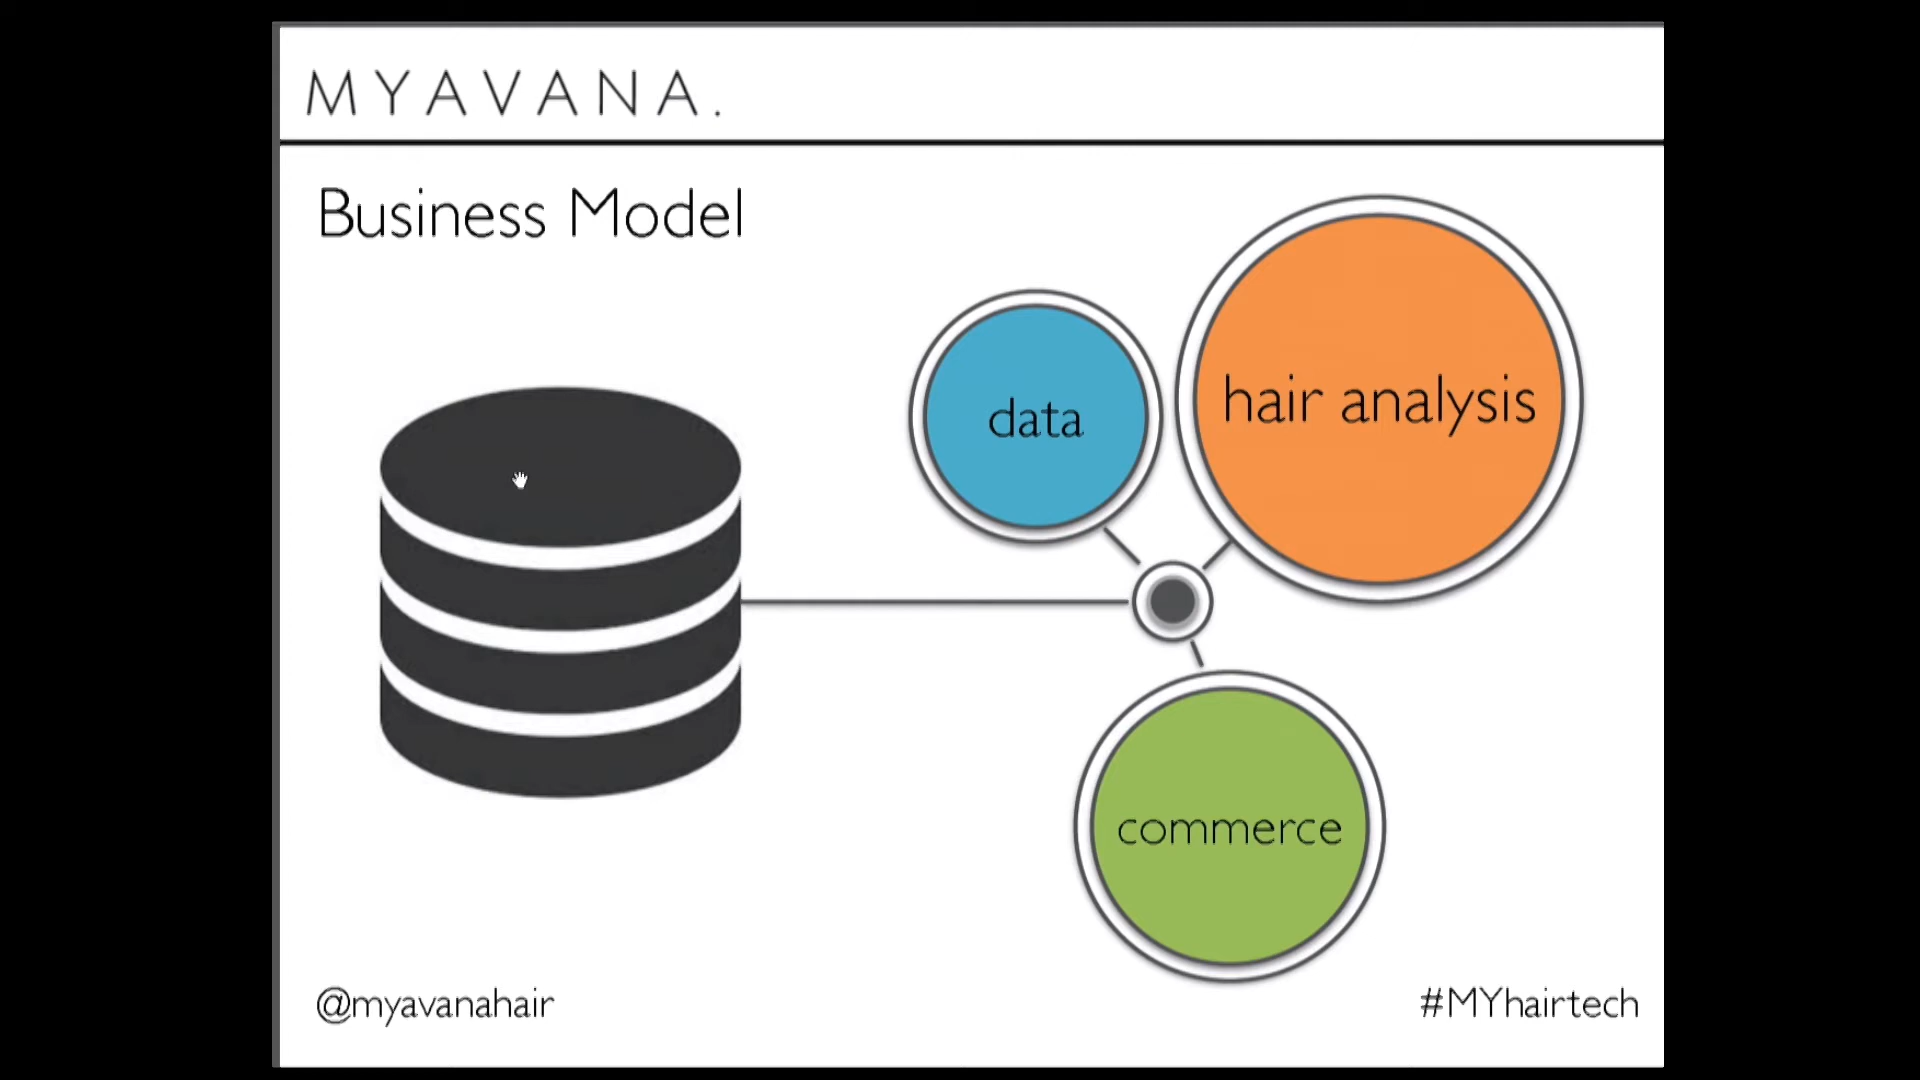 MYAVANA.
Business Model
data
hair analysis
commerce
@myavanahair
#MYhairtech